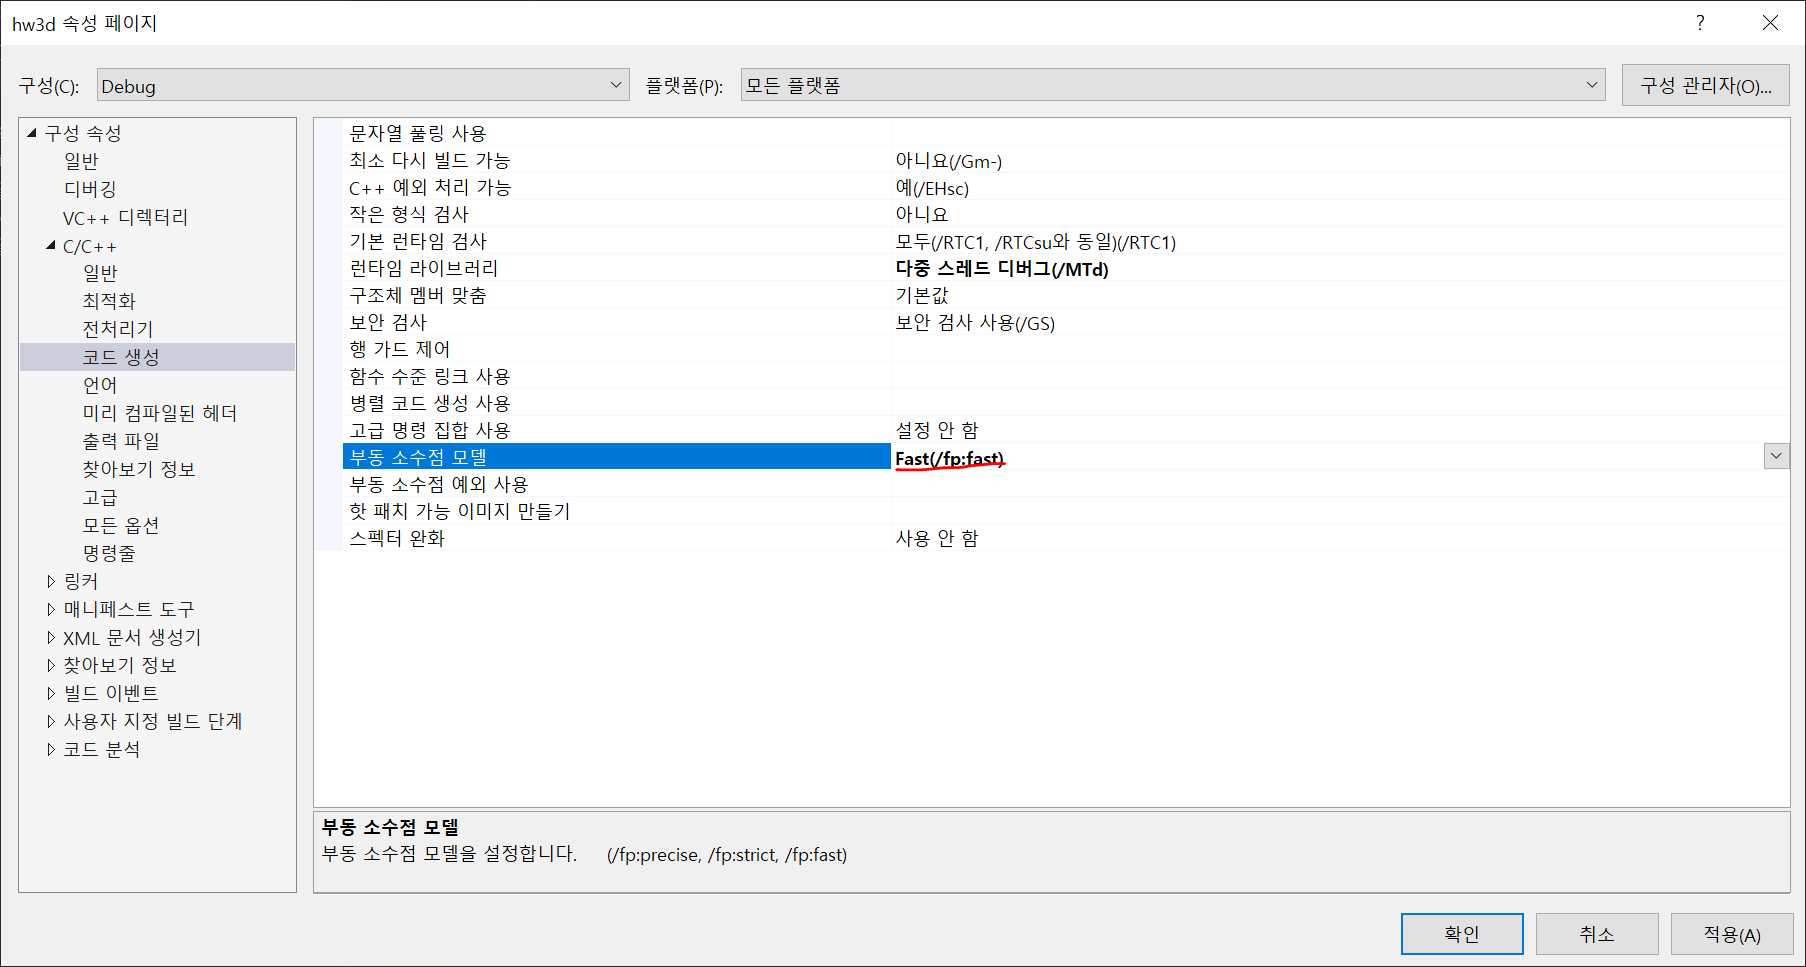 hw3d 속성 페이지
구성(C): Debug 플랫폼(P): 모든 플랫폼 구성 관리자(O)...
구성 속성
일반
디버깅
VC++ 디렉터리
C/C++
일반
최적화
전처리기
코드 생성
언어
미리 컴파일된 헤더
출력 파일
찾아보기 정보
고급
모든 옵션
명령줄
링커
매니페스트 도구
XML 문서 생성기
찾아보기 정보
빌드 이벤트
사용자 지정 빌드 단계
코드 분석
문자열 풀링 사용
최소 다시 빌드 가능 아니요(/Gm-)
C++ 예외 처리 가능 예(/EHsc)
작은 형식 검사 아니요
기본 런타임 검사 모두(/RTC1, /RTCsu와 동일)(/RTC1)
런타임 라이브러리 다중 스레드 디버그(/MTd)
구조체 멤버 맞춤 기본값
보안 검사 보안 검사 사용(/GS)
행 가드 제어
함수 수준 링크 사용
병렬 코드 생성 사용
고급 명령 집합 사용 설정 안 함
부동 소수점 모델 Fast(/fp:fast)
부동 소수점 예외 사용
핫 패치 가능 이미지 만들기
스펙터 완화 사용 안 함
부동 소수점 모델
부동 소수점 모델을 설정합니다. (/fp:precise, /fp:strict, /fp:fast)
확인 취소 적용(A)